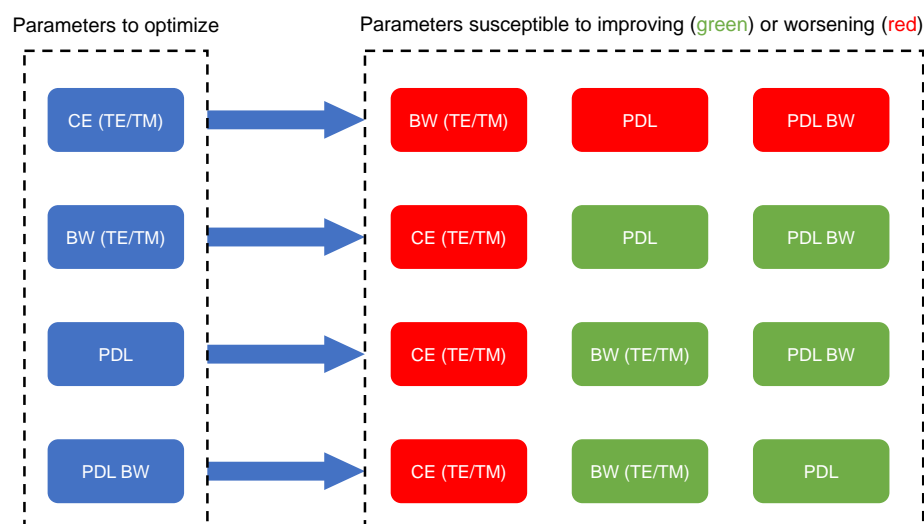 Parameters to optimize
Parameters susceptible to improving (green) or worsening (red)
CE (TE/TM)
BW (TE/TM)
PDL
PDL BW
BW (TE/TM)
CE (TE/TM)
PDL
PDL BW
PDL
CE (TE/TM)
BW (TE/TM)
PDL BW
PDL BW
CE (TE/TM)
BW (TE/TM)
PDL